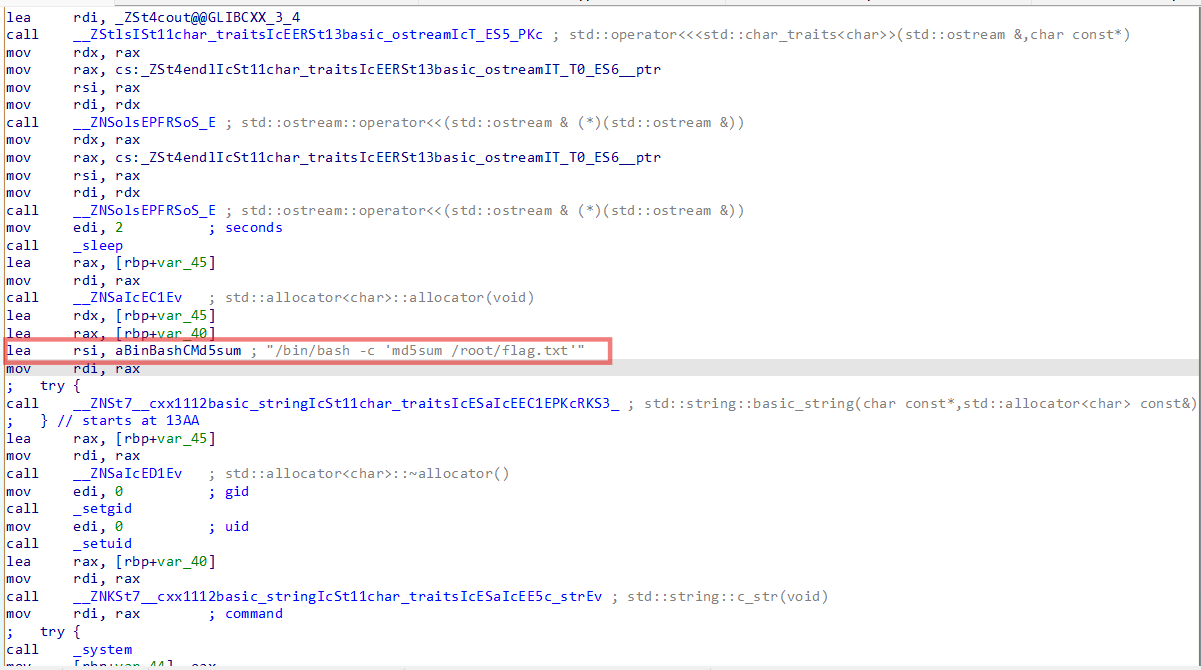 lea rdi, _ZSt4cout@@GLIBCXX_3_4
call __ZStlsISt11char_traitsIcEERSt13basic_ostreamIcT_ES5_PKc ; std::operator<<<std::char_traits<char>>(std::ostream &,char const*)
mov rdx, rax
mov rax, cs:_ZSt4endlIcSt11char_traitsIcEERSt13basic_ostreamIT_T0_ES6__ptr
mov rsi, rax
mov rdi, rdx
call __ZNSolsEPFRSoS_E ; std::ostream::operator<<(std::ostream & (*)(std::ostream &))
mov rdx, rax
mov rax, cs:_ZSt4endlIcSt11char_traitsIcEERSt13basic_ostreamIT_T0_ES6__ptr
mov rsi, rax
mov rdi, rdx
call __ZNSolsEPFRSoS_E ; std::ostream::operator<<(std::ostream & (*)(std::ostream &))
mov edi, 2 ; seconds
call _sleep
lea rax, [rbp+var_45]
mov rdi, rax
call __ZNSaIcEC1Ev ; std::allocator<char>::allocator(void)
lea rdx, [rbp+var_45]
lea rax, [rbp+var_40]
lea rsi, aBinBashCMd5sum ; "/bin/bash -c 'md5sum /root/flag.txt'"
mov rdi, rax
; try {
call __ZNSt7__cxx1112basic_stringIcSt11char_traitsIcESaIcEEC1EPKcRKS3_ ; std::string::basic_string(char const*,std::allocator<char> const&)
; } // starts at 13AA
lea rax, [rbp+var_45]
mov rdi, rax
call __ZNSaIcED1Ev ; std::allocator<char>::~allocator()
mov edi, 0 ; gid
call _setgid
mov edi, 0 ; uid
call _setuid
lea rax, [rbp+var_40]
mov rdi, rax
call __ZNKSt7__cxx1112basic_stringIcSt11char_traitsIcESaIcEE5c_strEv ; std::string::c_str(void)
mov rdi, rax ; command
; try {
call _system
mov [rbp+var_44], eax